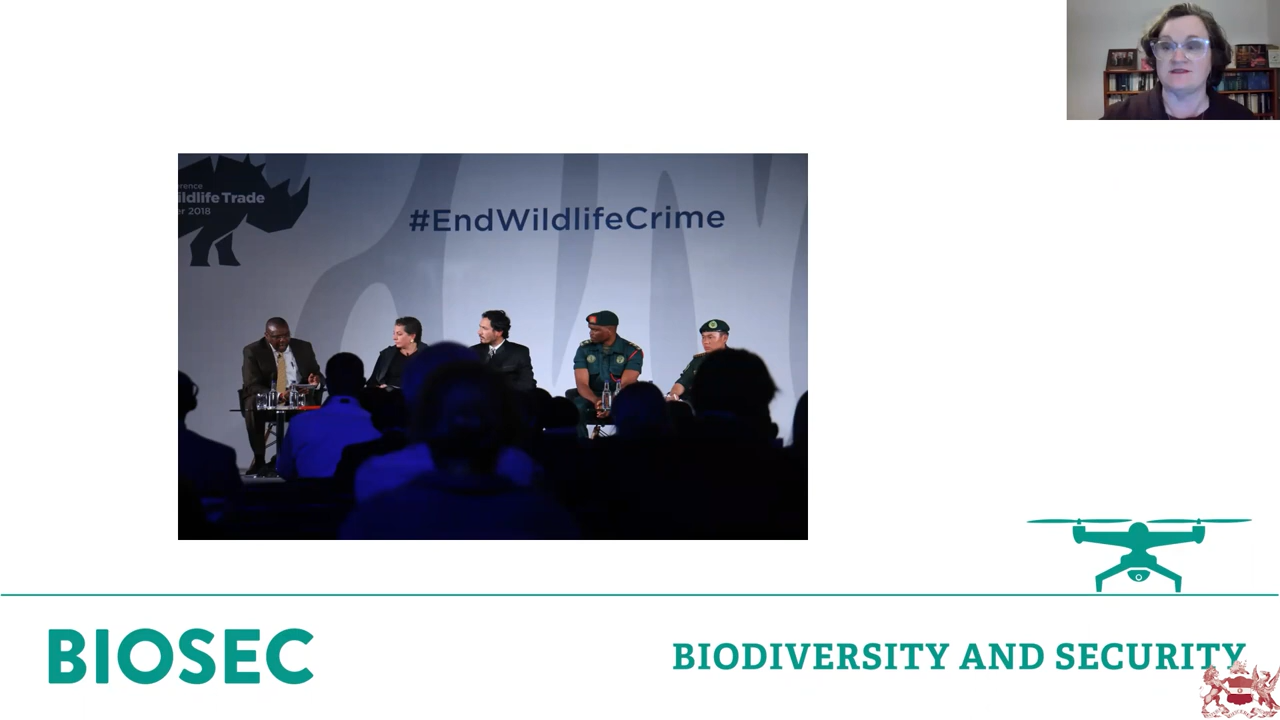 ildlife Trade
2018
#EndWildlifeCrime
BIOSEC
BIODIVERSITY AND SECURITY